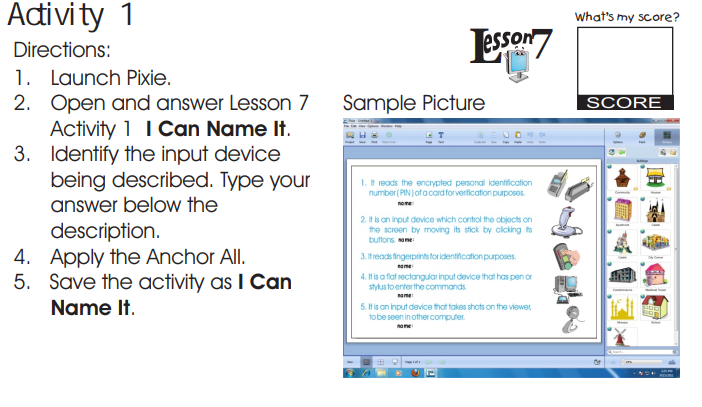 Activity 1
What's my score?
Directions:
Lesson 7
1. Launch Pixie.
2. Open and answer Lesson 7
Activity 1 I Can Name It.
3. Identify the input device
being described. Type your
answer below the
description.
4. Apply the Anchor All.
5. Save the activity as I Can
Name It.
SCORE
Sample Picture
1. It reads the encrypted personal identification
number (PIN) of a card for verification purposes.
name:
2. It is an input device which control the objects on
the screen by moving its stick by clicking its
buttons. name:
3. It reads fingerprints for identification purposes.
name:
4. It is a flat rectangular input device that has pen or
stylus to enter the commands.
name:
5. It is an input device that takes shots on the viewer,
to be seen in other computer.
name: